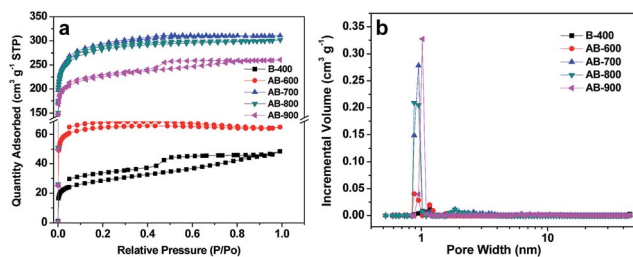 a
Quantity Adsorbed (cm³ g⁻¹ STP)
350
300
250
200
150
60
40
20
0
B-400
AB-600
AB-700
AB-800
AB-900
0.0 0.2 0.4 0.6 0.8 1.0
Relative Pressure (P/Po)
b
Incremental Volume (cm³ g⁻¹)
0.35
0.30
0.25
0.20
0.15
0.10
0.05
0.00
B-400
AB-600
AB-700
AB-800
AB-900
1 10
Pore Width (nm)